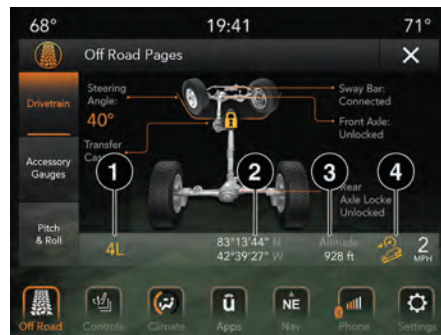 68° 19:41 71°
Off Road Pages
Drivetrain
Accessory
Gauges
Pitch
& Roll
Steering
Angle:
40°
Transfer
Sway Bar:
Connected
Front Axle:
Unlocked
Rear
Axle Locke
Unlocked
1 2 3 4
4L
83°13'44" N
42°39'27" W
Altitude
928 ft
2
MPH
Off Road Controls Climate Apps Nav Phone Settings
NE
ū